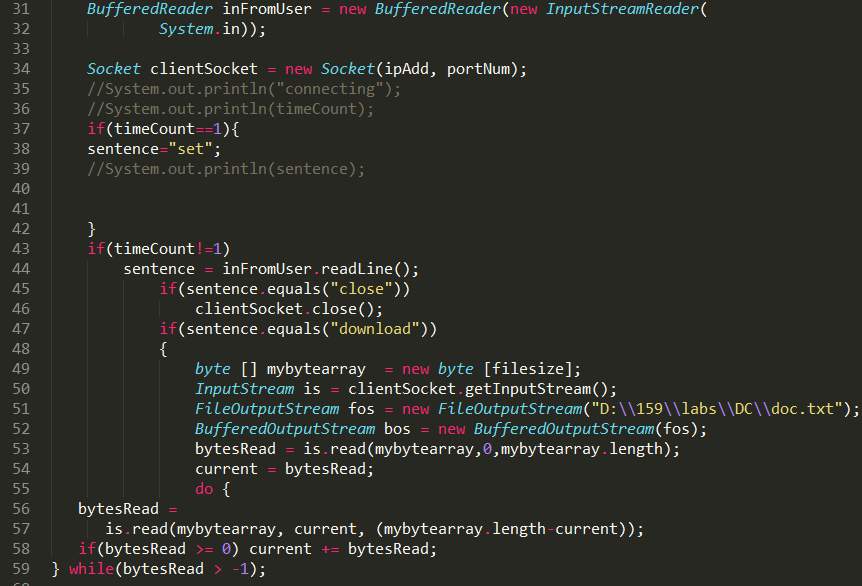 31 BufferedReader inFromUser = new BufferedReader(new InputStreamReader(
32 System.in));
33
34 Socket clientSocket = new Socket(ipAdd, portNum);
35 //System.out.println("connecting");
36 //System.out.println(timeCount);
37 if(timeCount==1){
38 sentence="set";
39 //System.out.println(sentence);
40
41
42 }
43 if(timeCount!=1)
44 sentence = inFromUser.readLine();
45 if(sentence.equals("close"))
46 clientSocket.close();
47 if(sentence.equals("download"))
48 {
49 byte [] mybytearray  = new byte [filesize];
50 InputStream is = clientSocket.getInputStream();
51 FileOutputStream fos = new FileOutputStream("D:\\159\\labs\\DC\\doc.txt");
52 BufferedOutputStream bos = new BufferedOutputStream(fos);
53 bytesRead = is.read(mybytearray,0,mybytearray.length);
54 current = bytesRead;
55 do {
56 bytesRead =
57 is.read(mybytearray, current, (mybytearray.length-current));
58 if(bytesRead >= 0) current += bytesRead;
59 } while(bytesRead > -1);